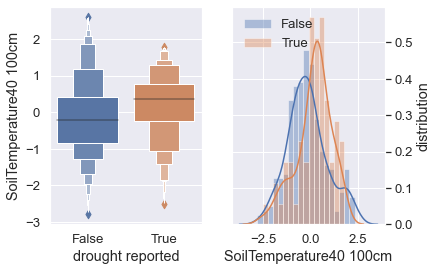 SoilTemperature40 100cm
2
1
0
−1
−2
−3
False
True
drought reported
False
True
0.5
0.4
0.3
0.2
0.1
0.0
distribution
−2.5
0.0
2.5
SoilTemperature40 100cm